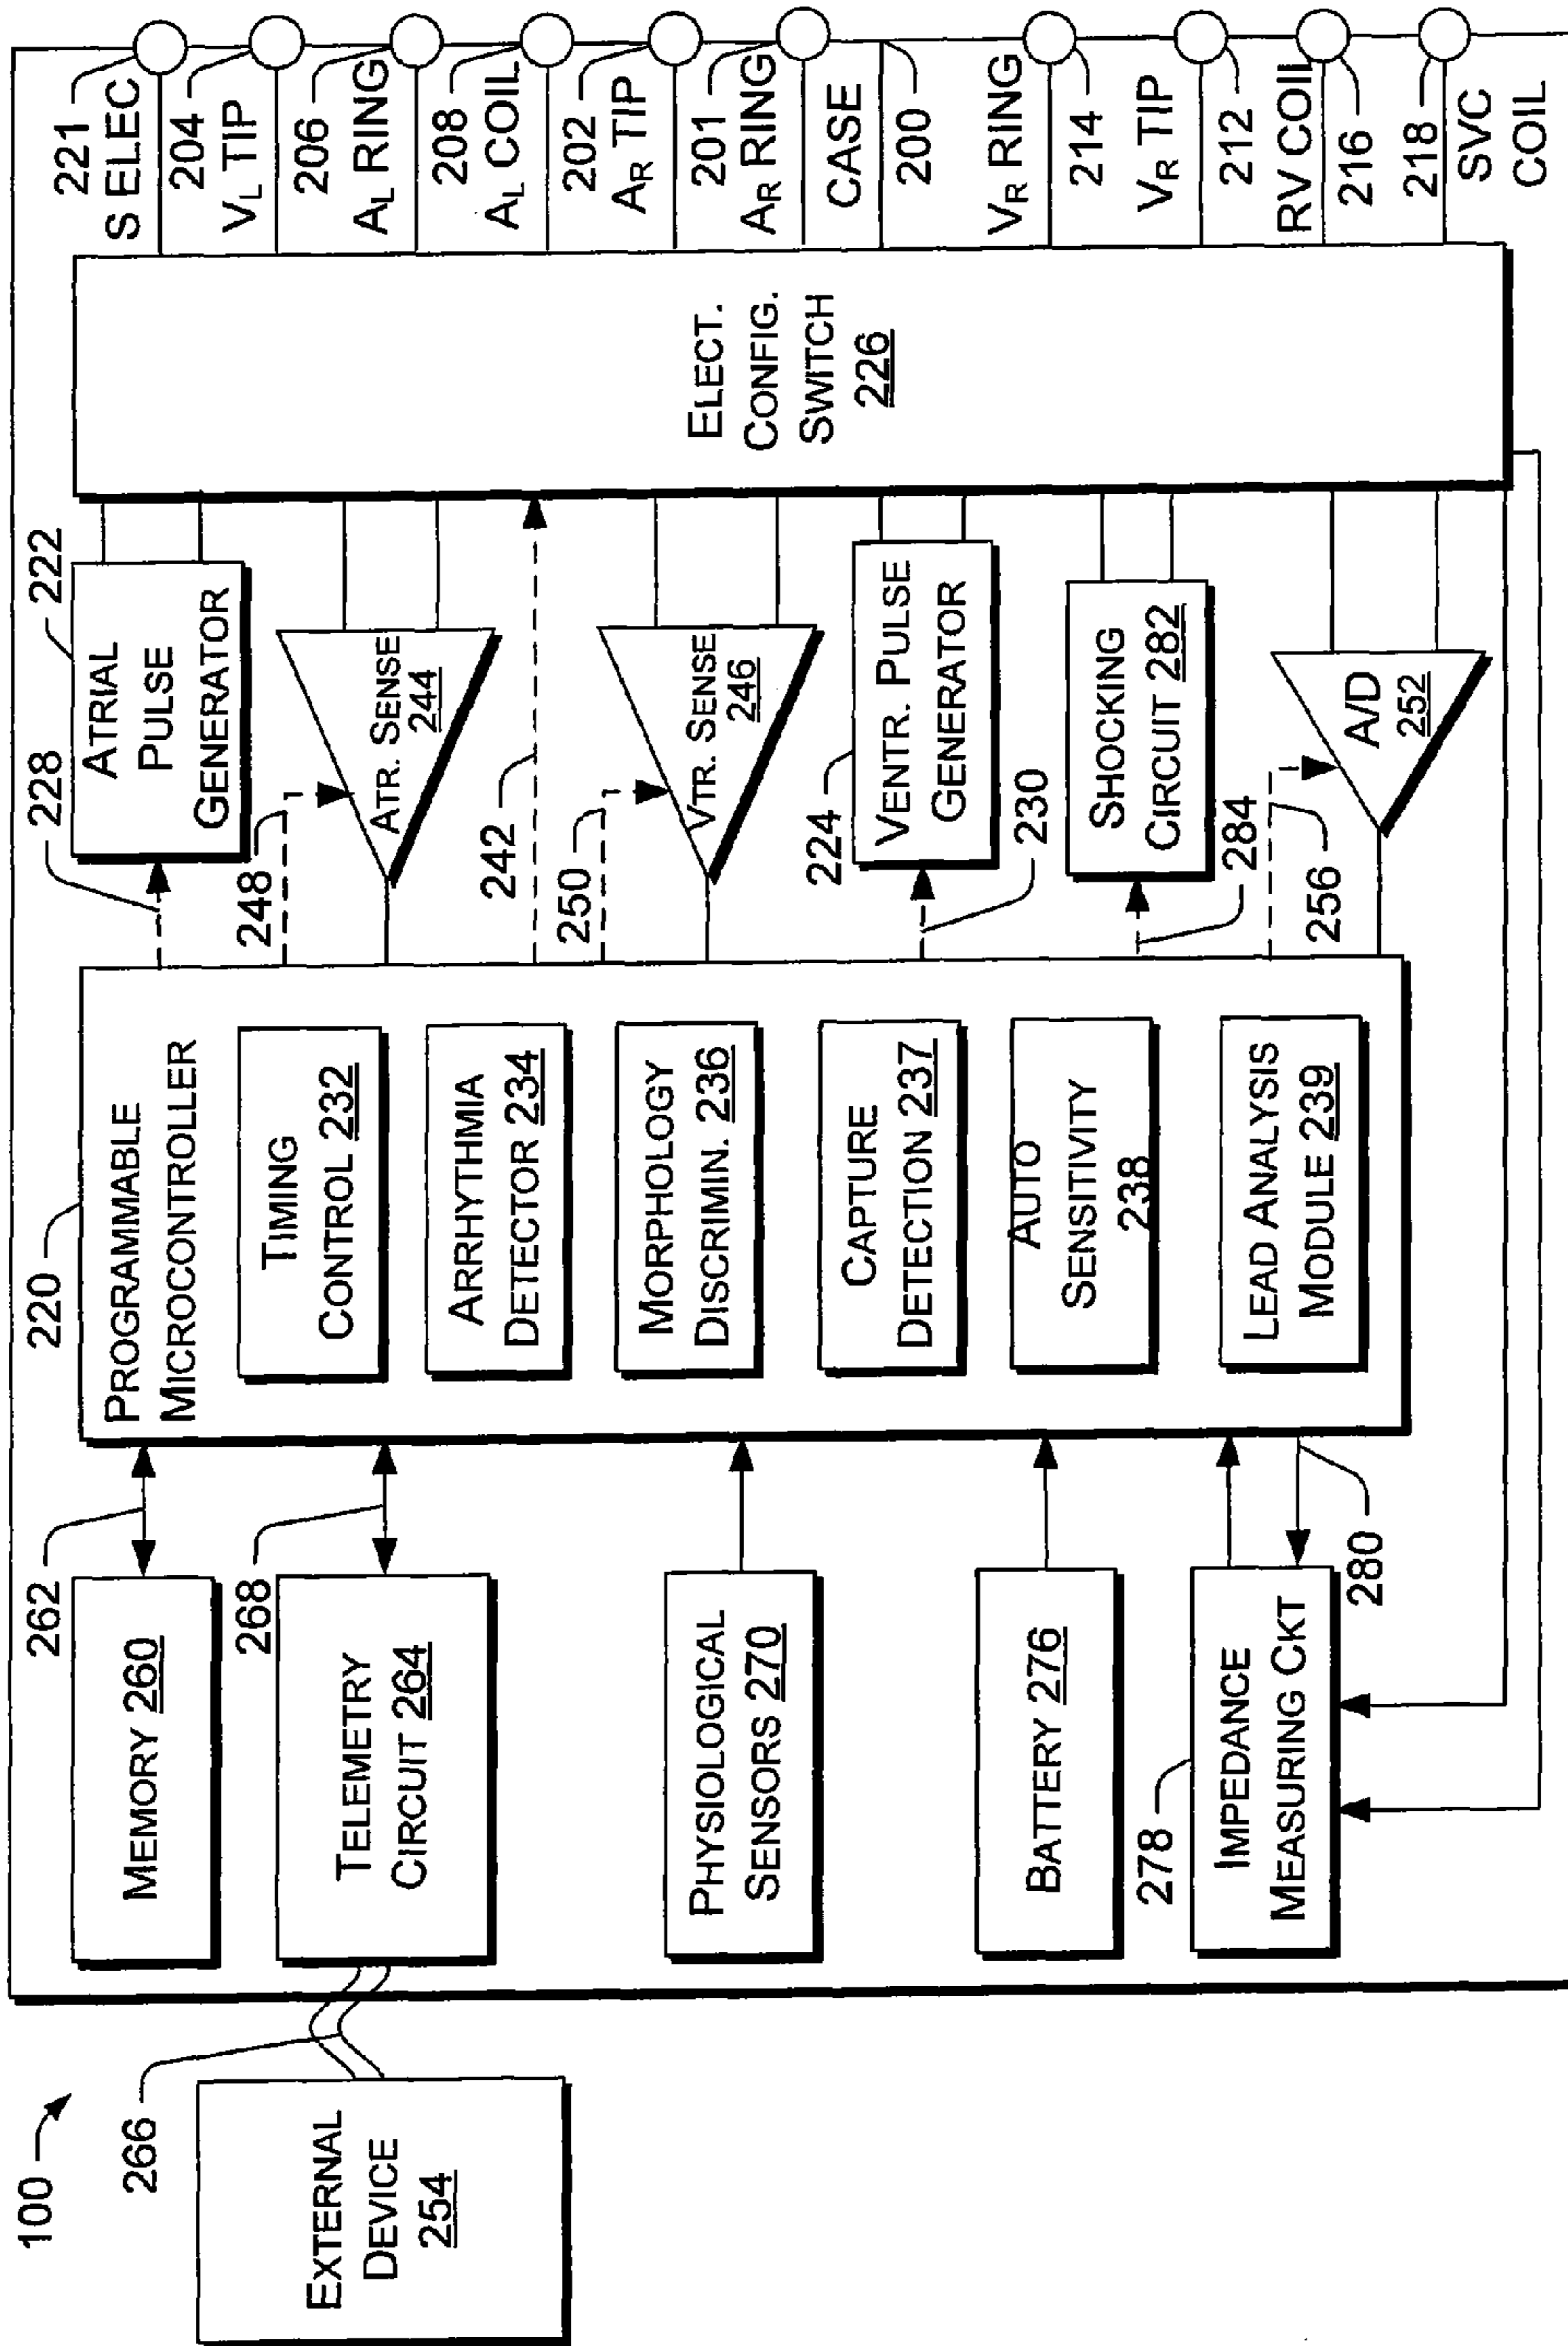 100
EXTERNAL
DEVICE
254
266
MEMORY 260
262
TELEMETRY
CIRCUIT 264
268
PHYSIOLOGICAL
SENSORS 270
BATTERY 276
278
IMPEDANCE
MEASURING CKT
280
220
PROGRAMMABLE
MICROCONTROLLER
TIMING
CONTROL 232
ARRHYTHMIA
DETECTOR 234
MORPHOLOGY
DISCRIMIN. 236
CAPTURE
DETECTION 237
AUTO
SENSITIVITY
238
LEAD ANALYSIS
MODULE 239
228
222
ATRIAL
PULSE
GENERATOR
248
ATR. SENSE
244
242
250
VTR. SENSE
246
224
VENTR. PULSE
GENERATOR
230
SHOCKING
CIRCUIT 282
284
256
A/D
252
ELECT.
CONFIG.
SWITCH
226
221
S ELEC
204
VL TIP
206
AL RING
208
AL COIL
202
AR TIP
201
AR RING
CASE
200
VR RING
214
VR TIP
212
RV COIL
216
218
SVC
COIL